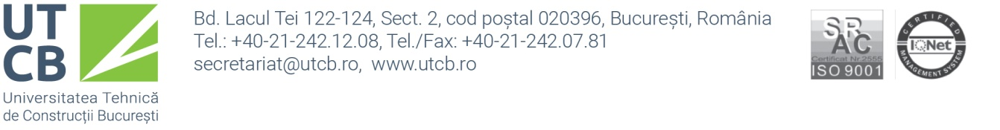 UT
CB
Universitatea Tehnică
de Construcții București
Bd. Lacul Tei 122-124, Sect. 2, cod poștal 020396, București, România
Tel.: +40-21-242.12.08, Tel./Fax: +40-21-242.07.81
secretariat@utcb.ro, www.utcb.ro
SR
AC
Certificat Nr.2555
ISO 9001
CERTIFIED
IQNet
MANAGEMENT SYSTEM